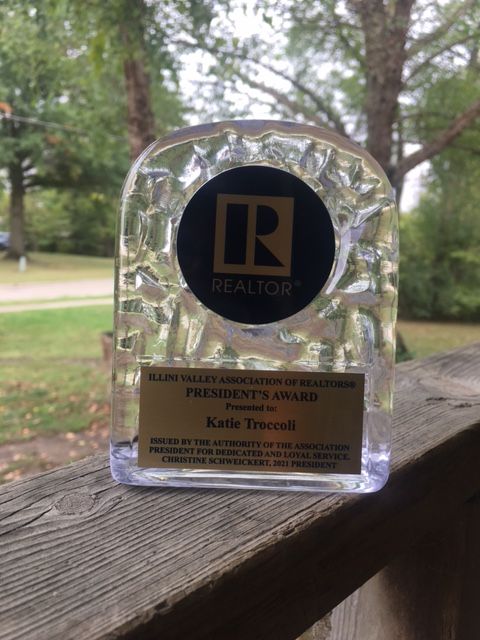 R
REALTOR®
ILLINI VALLEY ASSOCIATION OF REALTORS®
PRESIDENT'S AWARD
Presented to:
Katie Troccoli
ISSUED BY THE AUTHORITY OF THE ASSOCIATION
PRESIDENT FOR DEDICATED AND LOYAL SERVICE.
CHRISTINE SCHWEICKERT, 2021 PRESIDENT